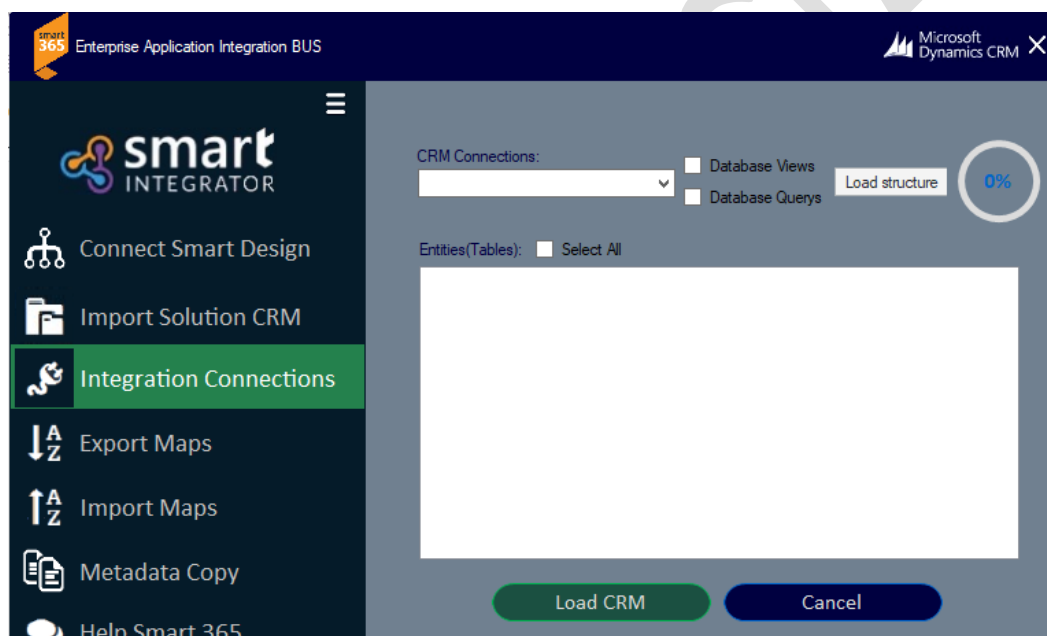 smart
365
Enterprise Application Integration BUS
Microsoft
Dynamics CRM
smart
INTEGRATOR
Connect Smart Design
Import Solution CRM
Integration Connections
A
Z
Export Maps
A
Z
Import Maps
Metadata Copy
Help Smart 365
CRM Connections:
Database Views
Database Querys
Load structure
0%
Entities(Tables):
Select All
Load CRM
Cancel